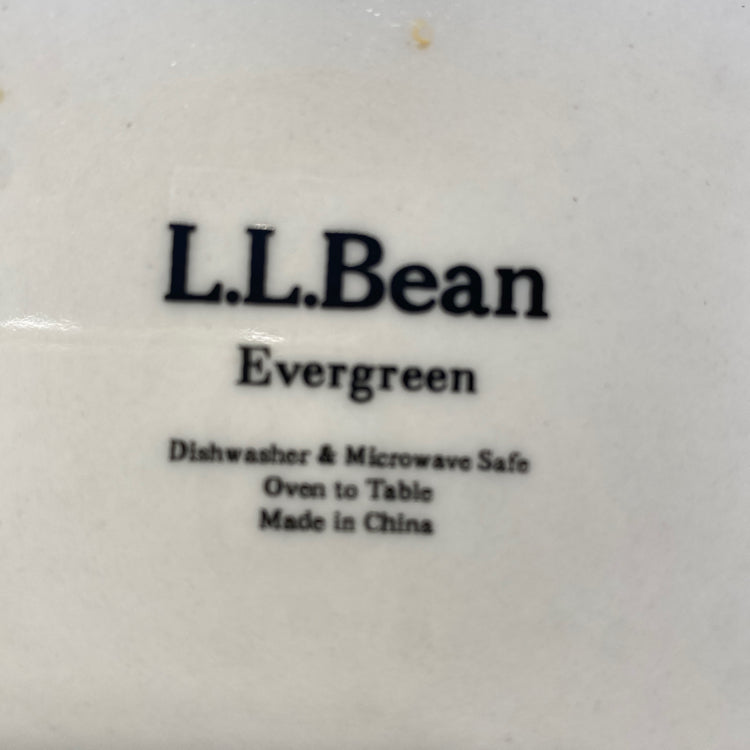 L.L.Bean
Evergreen
Dishwasher & Microwave Safe
Oven to Table
Made in China